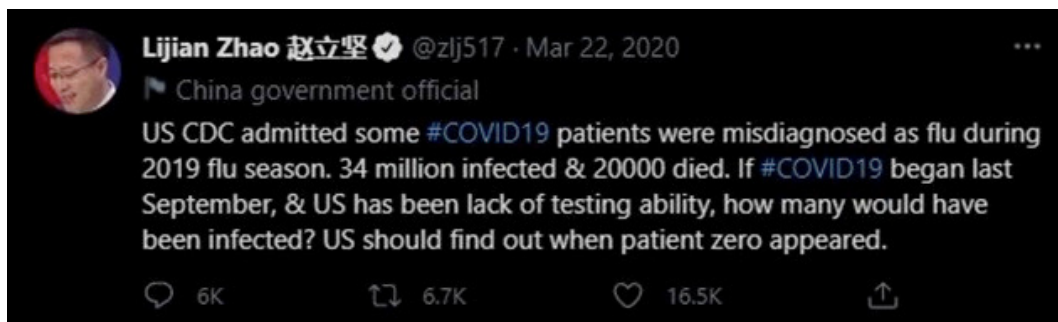 Lijian Zhao 赵立坚 @zlj517 · Mar 22, 2020
China government official
US CDC admitted some #COVID19 patients were misdiagnosed as flu during
2019 flu season. 34 million infected & 20000 died. If #COVID19 began last
September, & US has been lack of testing ability, how many would have
been infected? US should find out when patient zero appeared.
6K 6.7K 16.5K